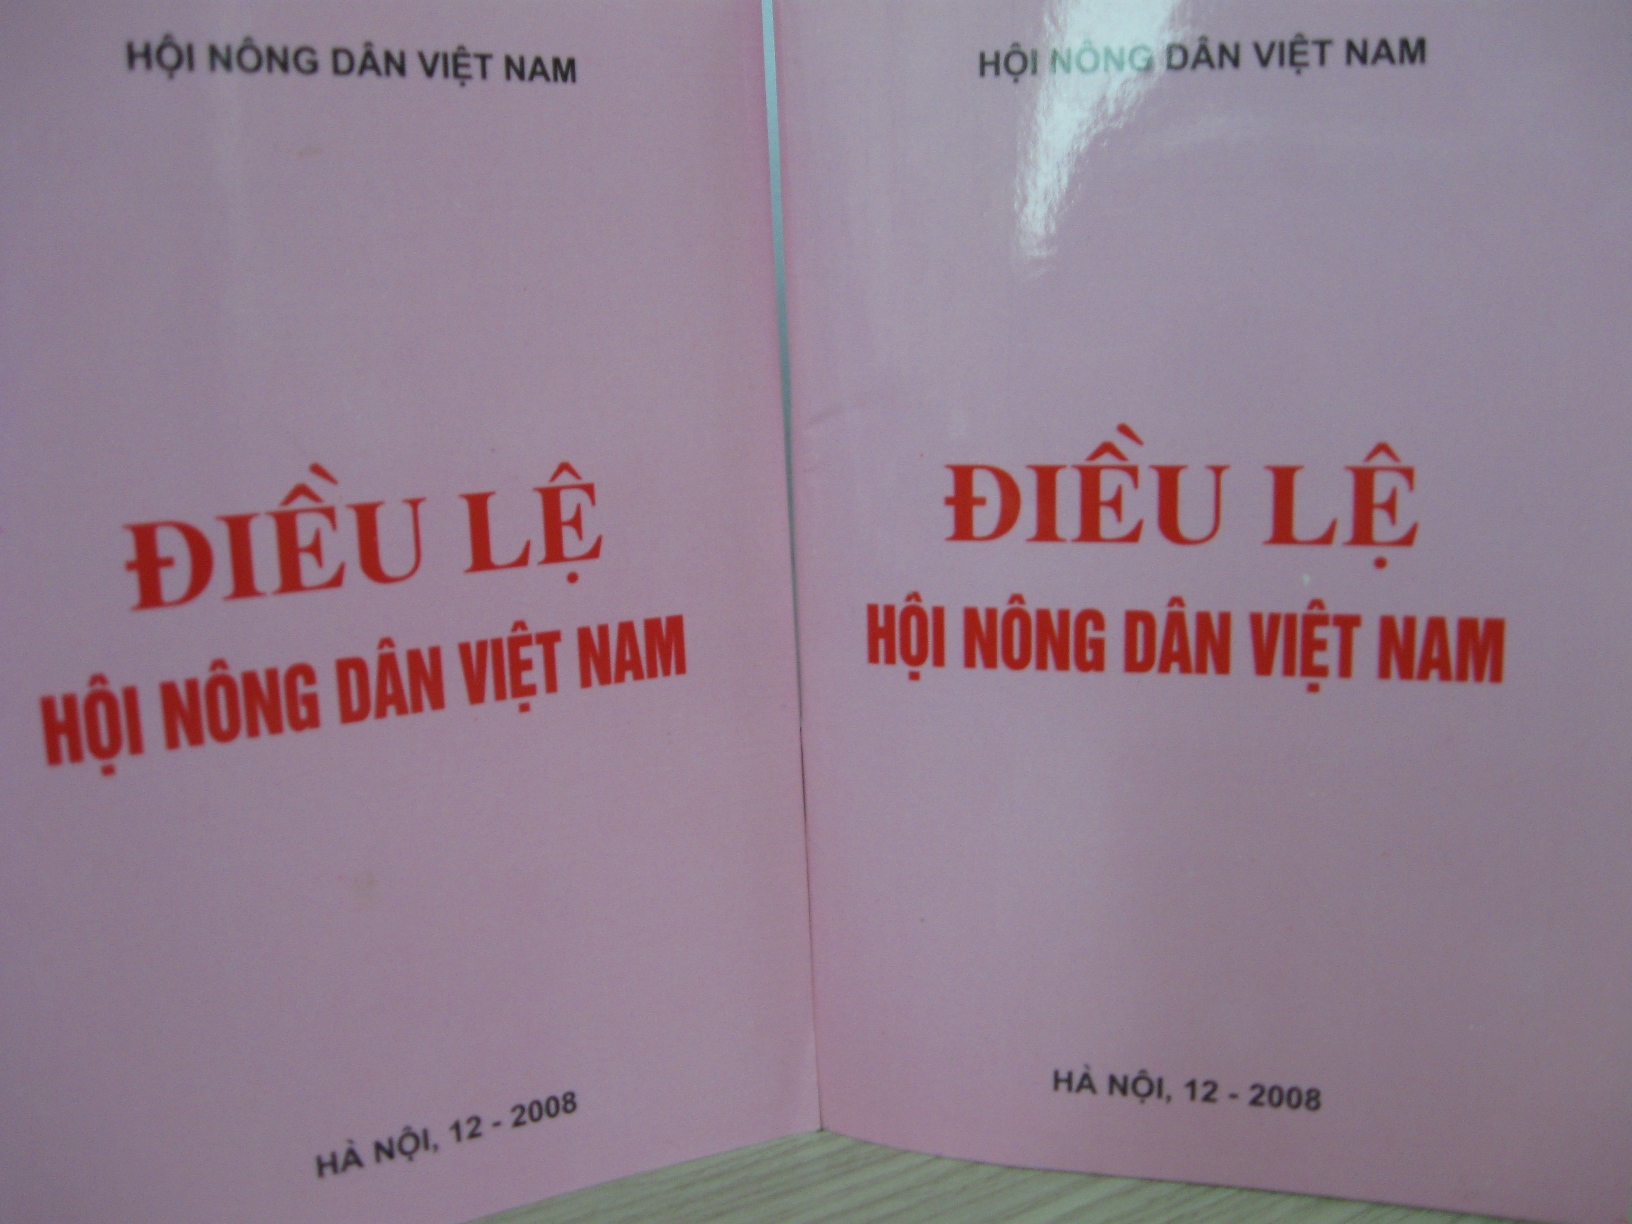 HỘI NÔNG DÂN VIỆT NAM
ĐIỀU LỆ
HỘI NÔNG DÂN VIỆT NAM
HÀ NỘI, 12 - 2008
HỘI NÔNG DÂN VIỆT NAM
ĐIỀU LỆ
HỘI NÔNG DÂN VIỆT NAM
HÀ NỘI, 12 - 2008